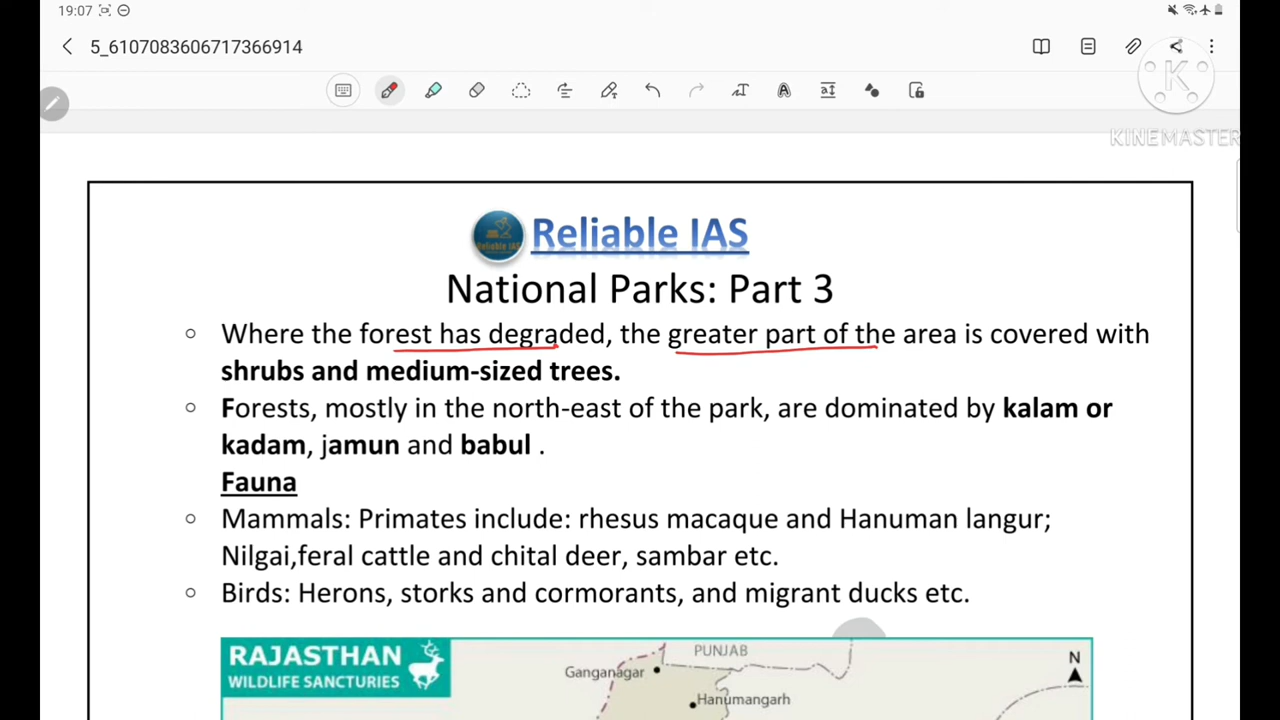 19:07
5_6107083606717366914
K
KINEMASTER
Reliable IAS
National Parks: Part 3
Where the forest has degraded, the greater part of the area is covered with
shrubs and medium-sized trees.
Forests, mostly in the north-east of the park, are dominated by kalam or
kadam, jamun and babul .
Fauna
Mammals: Primates include: rhesus macaque and Hanuman langur;
Nilgai,feral cattle and chital deer, sambar etc.
Birds: Herons, storks and cormorants, and migrant ducks etc.
RAJASTHAN
WILDLIFE SANCTURIES
PUNJAB
N
Ganganagar
Hanumangarh